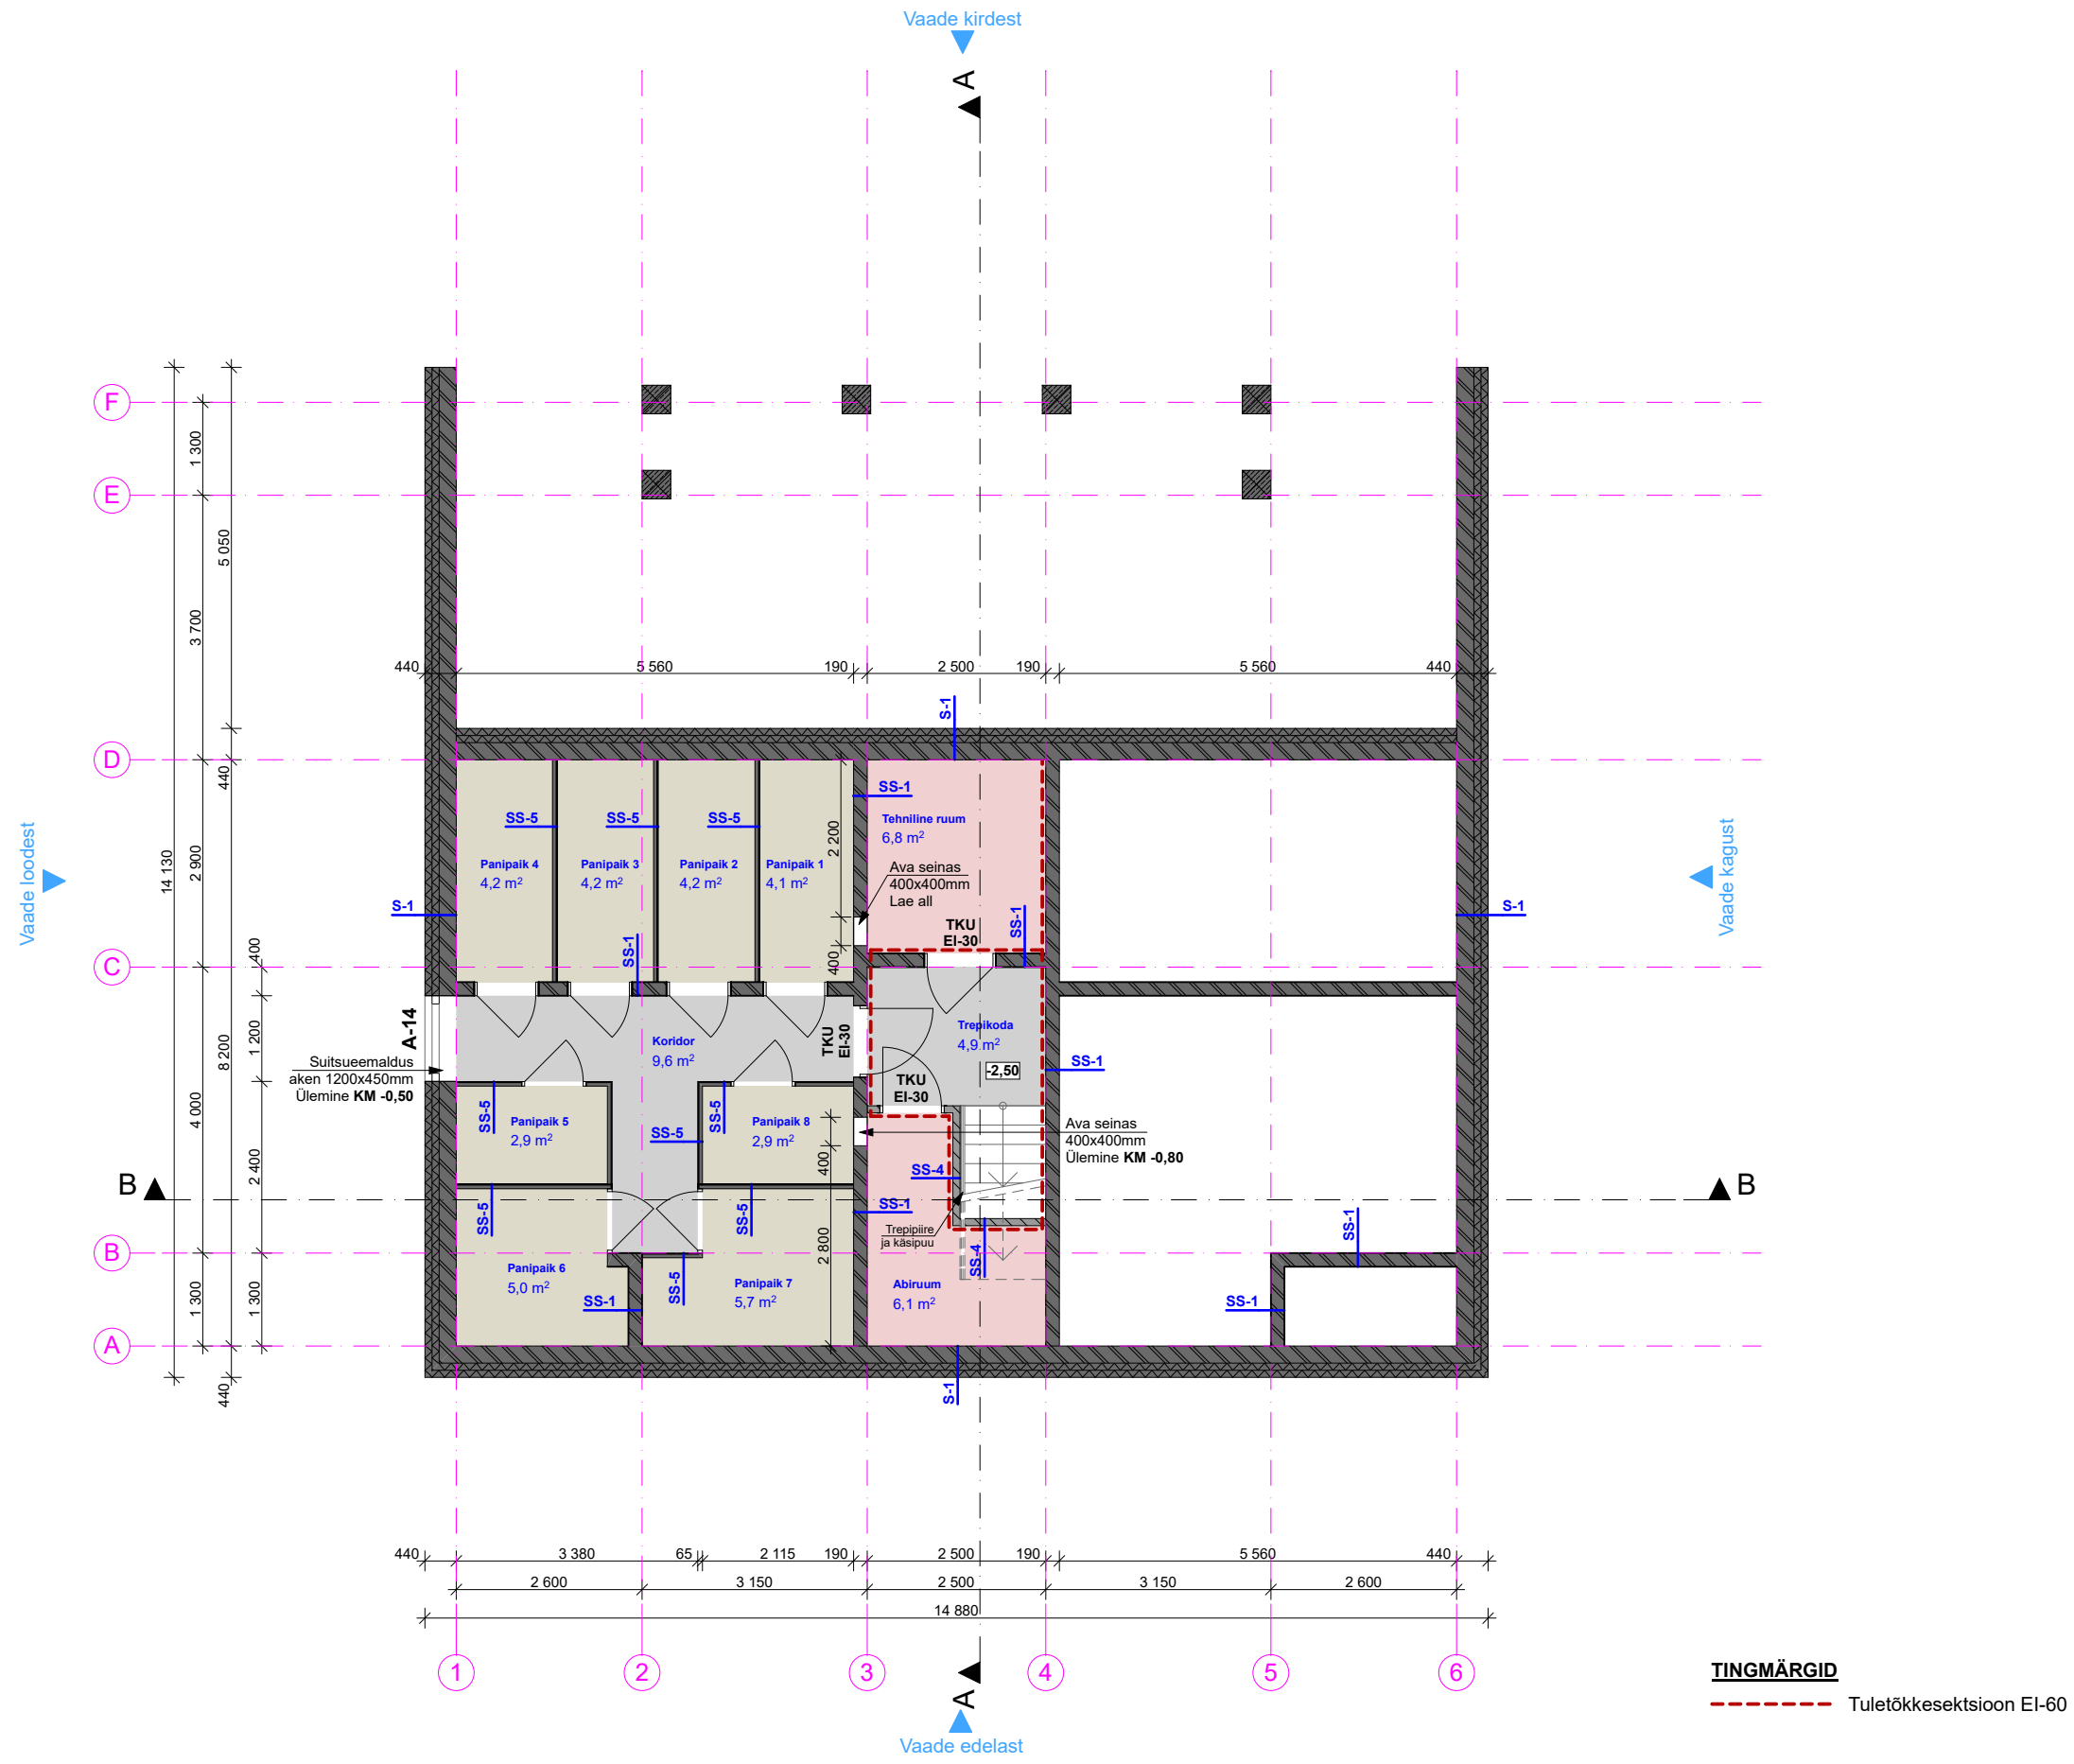 Vaade kirdest
A
F
E
D
C
B
A
14 130
1 300
3 700
2 900
4 000
1 300
5 050
440
8 200
440
400
1 200
2 400
1 300
Vaade loodest
Vaade kagust
440
5 560
190
2 500
190
5 560
440
S-1
SS-5
SS-5
SS-5
SS-1
Panipaik 4
4,2 m²
Panipaik 3
4,2 m²
Panipaik 2
4,2 m²
Panipaik 1
4,1 m²
2 200
400
Tehniline ruum
6,8 m²
Ava seinas
400x400mm
Lae all
S-1
S-1
SS-1
SS-1
TKU
EI-30
A-14
Suitsueemaldus
aken 1200x450mm
Ülemine KM -0,50
Koridor
9,6 m²
TKU
EI-30
Trepikoda
4,9 m²
-2,50
SS-1
TKU
EI-30
SS-5
Panipaik 5
2,9 m²
SS-5
SS-5
Panipaik 8
2,9 m²
400
Ava seinas
400x400mm
Ülemine KM -0,80
SS-4
B
B
SS-5
SS-5
SS-1
2 800
Trepipiire
ja käsipuu
SS-4
SS-1
Panipaik 6
5,0 m²
SS-5
SS-1
Panipaik 7
5,7 m²
Abiruum
6,1 m²
SS-1
S-1
440
3 380
65
2 115
190
2 500
190
5 560
440
2 600
3 150
2 500
3 150
2 600
14 880
1
2
3
4
5
6
A
Vaade edelast
TINGMÄRGID
Tuletõkkesektsioon EI-60